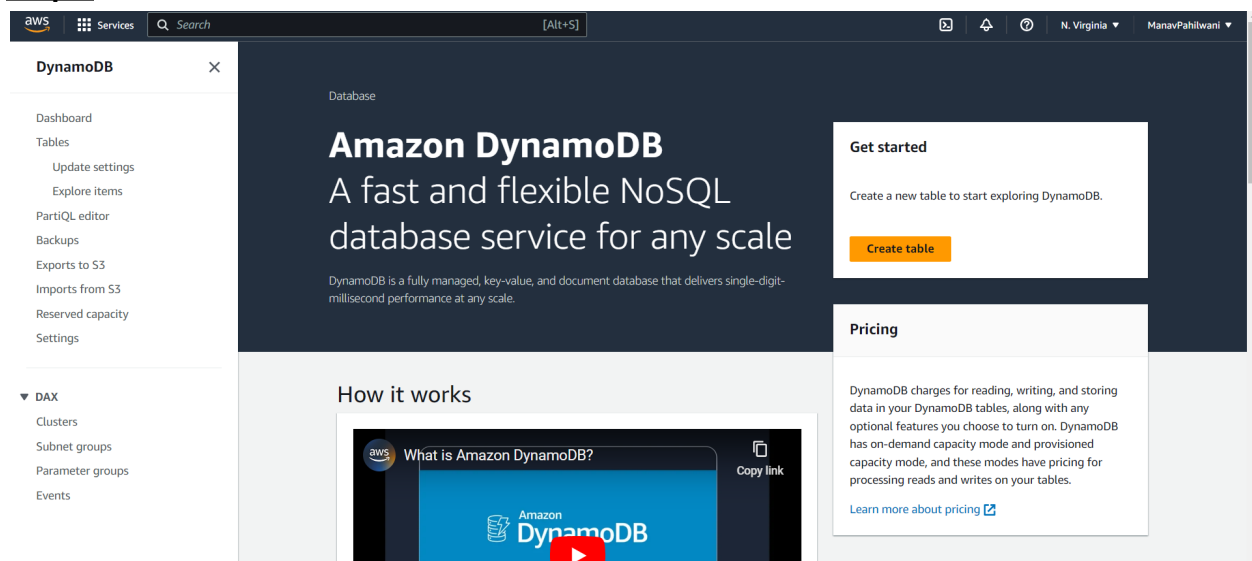 aws
Services
Search
[Alt+S]
N. Virginia
ManavPahilwani
DynamoDB
Dashboard
Tables
Update settings
Explore items
PartiQL editor
Backups
Exports to S3
Imports from S3
Reserved capacity
Settings
DAX
Clusters
Subnet groups
Parameter groups
Events
Database
Amazon DynamoDB
A fast and flexible NoSQL
database service for any scale
DynamoDB is a fully managed, key-value, and document database that delivers single-digit-
millisecond performance at any scale.
Get started
Create a new table to start exploring DynamoDB.
Create table
Pricing
DynamoDB charges for reading, writing, and storing
data in your DynamoDB tables, along with any
optional features you choose to turn on. DynamoDB
has on-demand capacity mode and provisioned
capacity mode, and these modes have pricing for
processing reads and writes on your tables.
Learn more about pricing
How it works
aws
What is Amazon DynamoDB?
Copy link
Amazon
DynamoDB